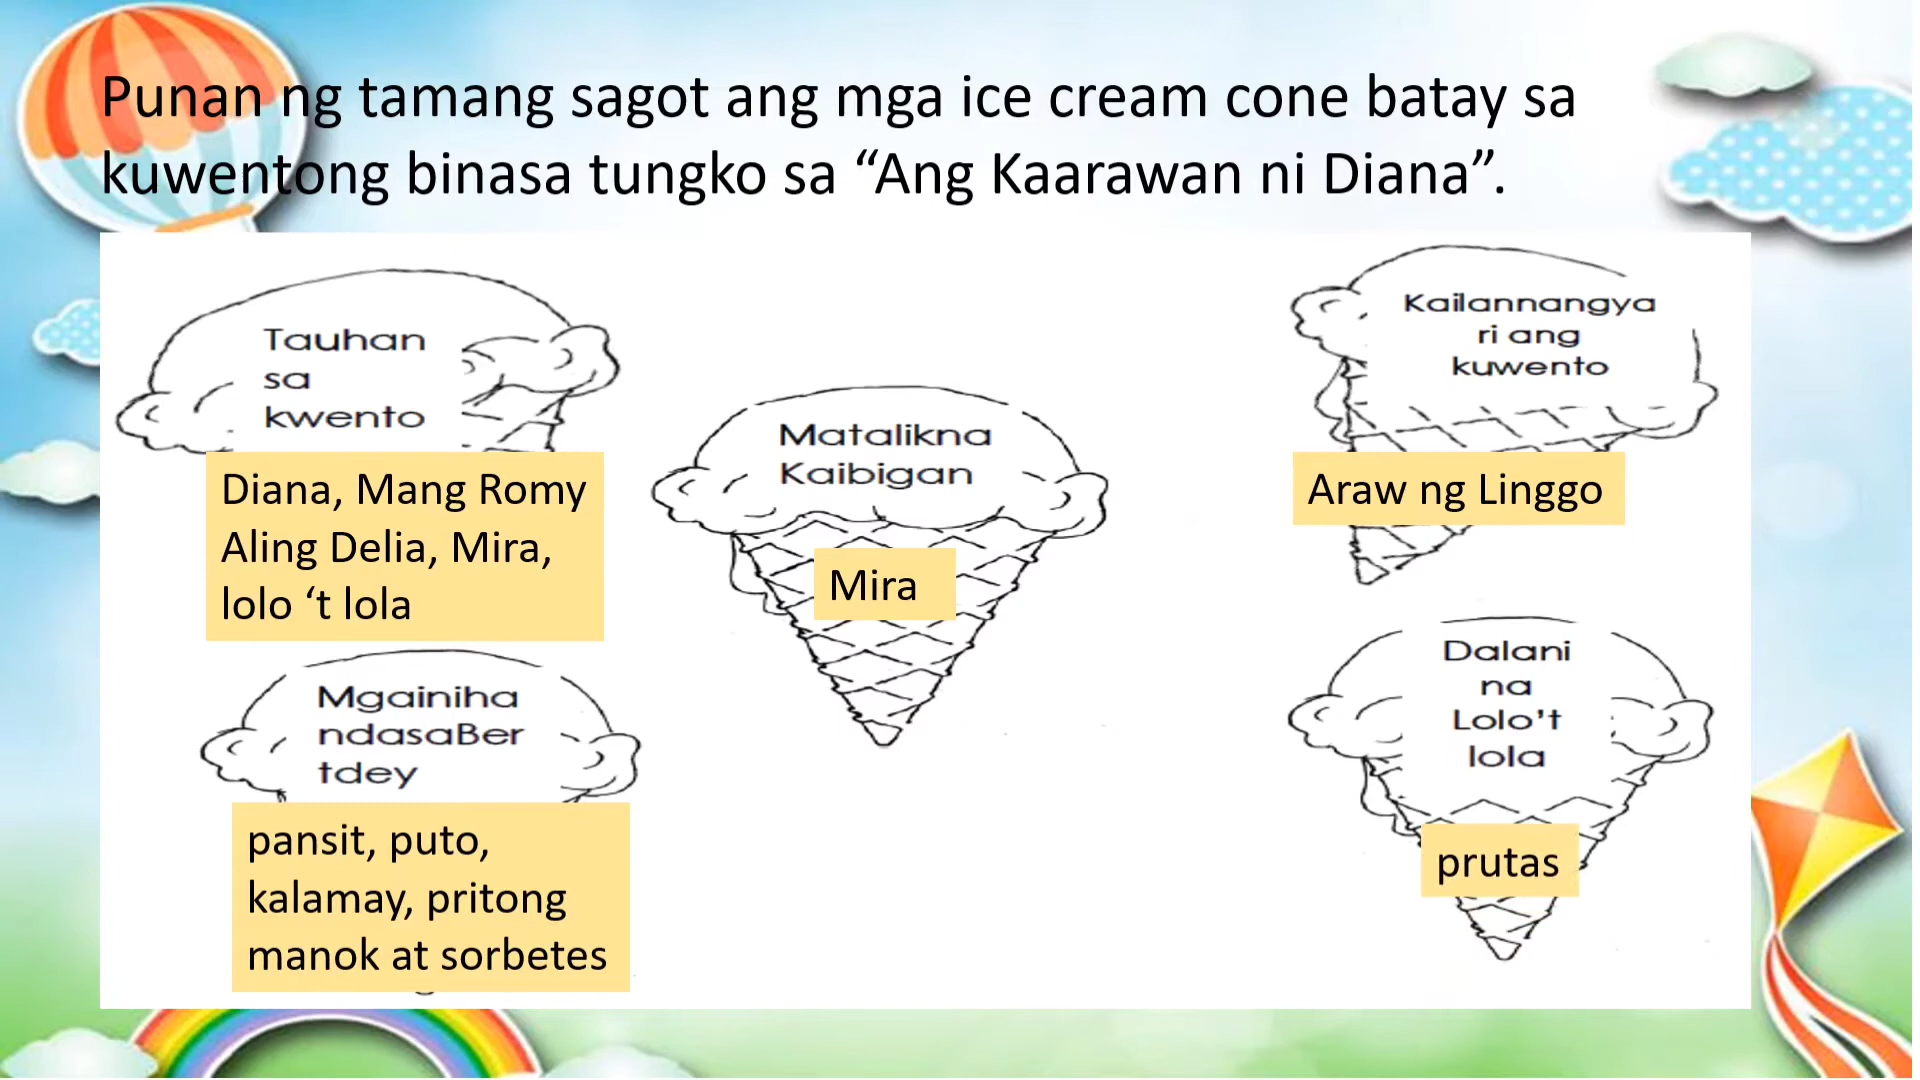 Punan ng tamang sagot ang mga ice cream cone batay sa
kuwentong binasa tungko sa “Ang Kaarawan ni Diana”.
Tauhan
sa
kwento
Diana, Mang Romy
Aling Delia, Mira,
lolo ‘t lola
Matalikna
Kaibigan
Mira
Kailannangya
ri ang
kuwento
Araw ng Linggo
Mgainiha
ndasaBer
tdey
pansit, puto,
kalamay, pritong
manok at sorbetes
Dalani
na
Lolo't
lola
prutas